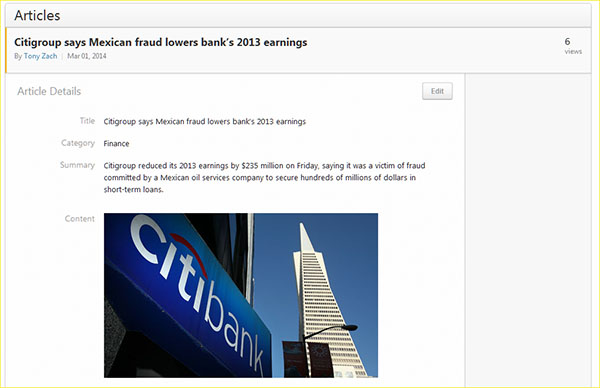 Articles
Citigroup says Mexican fraud lowers bank's 2013 earnings
6
By Tony Zach | Mar 01, 2014
views
Article Details
Edit
Title Citigroup says Mexican fraud lowers bank's 2013 earnings
Category Finance
Summary Citigroup reduced its 2013 earnings by $235 million on Friday, saying it was a victim of fraud
committed by a Mexican oil services company to secure hundreds of millions of dollars in
short-term loans.
Content
citibank